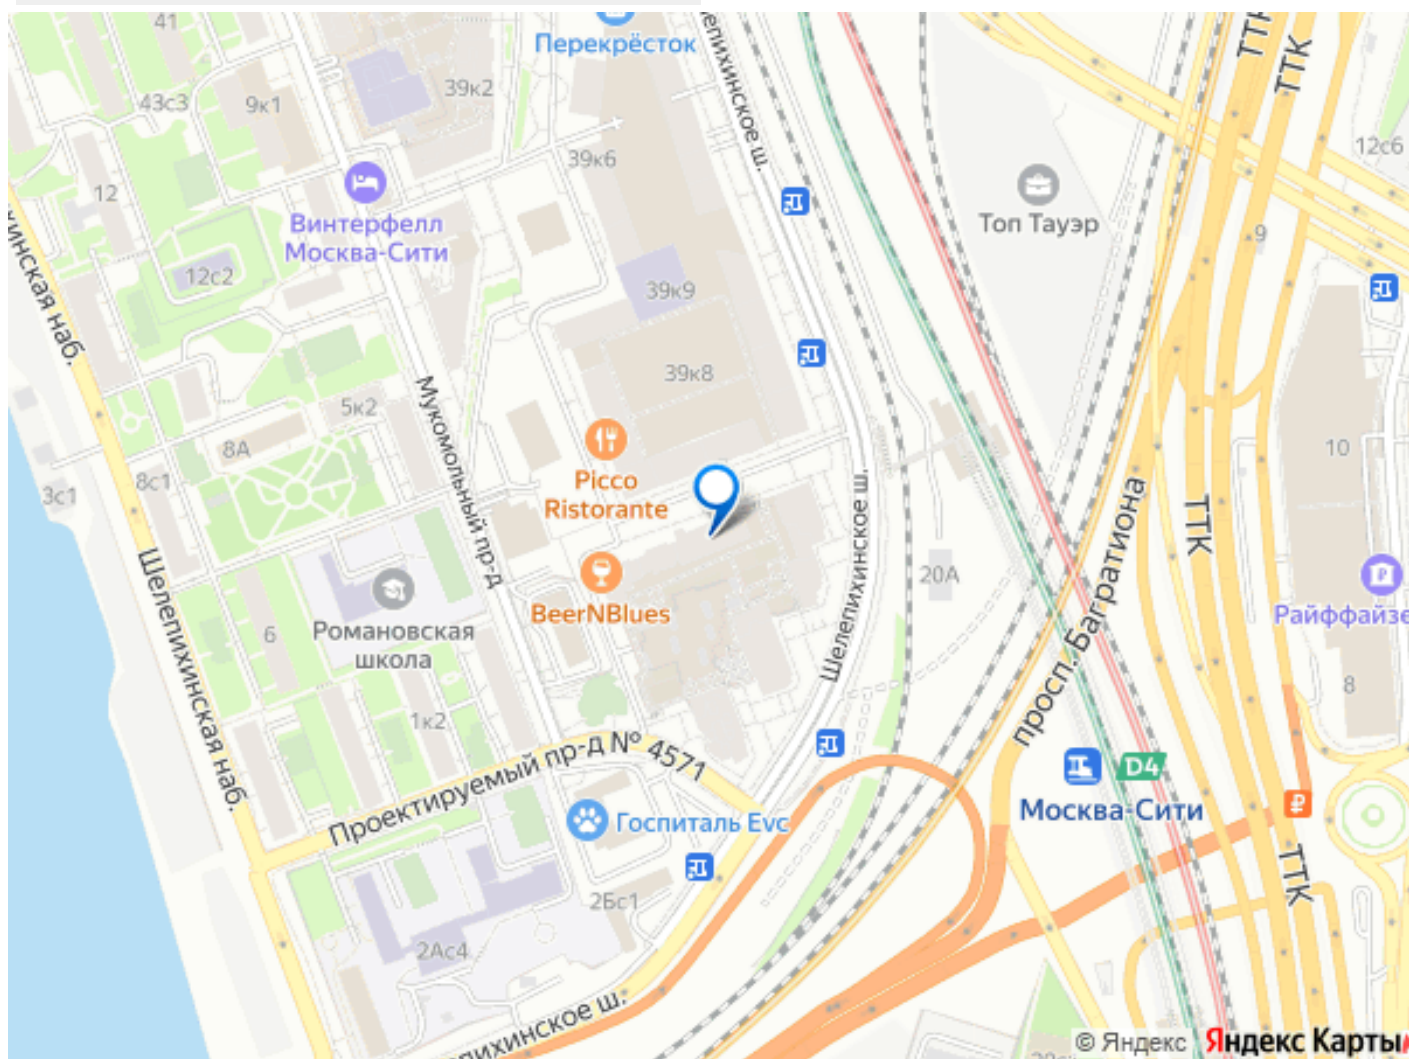 41
Перекрёсток
ТТК
ТТК
39к2
43с3
9к1
Шелепихинское ш.
12с6
39к6
12
Винтерфелл
Москва-Сити
Топ Тауэр
9
12с2
39к9
39к8
Мукомольный пр-д
5к2
8А
10
Picco
Ristorante
8с1
3с1
Шелепихинское ш.
просп. Багратиона
ТТК
20А
BeerNBlues
Райффайзе
Шелепихинская наб.
6
Романовская
школа
8
1к2
Проектируемый пр-д № 4571
D4
Москва-Сити
Госпиталь Evc
ТТК
2Бс1
2Ас4
© Яндекс
Яндекс Карты